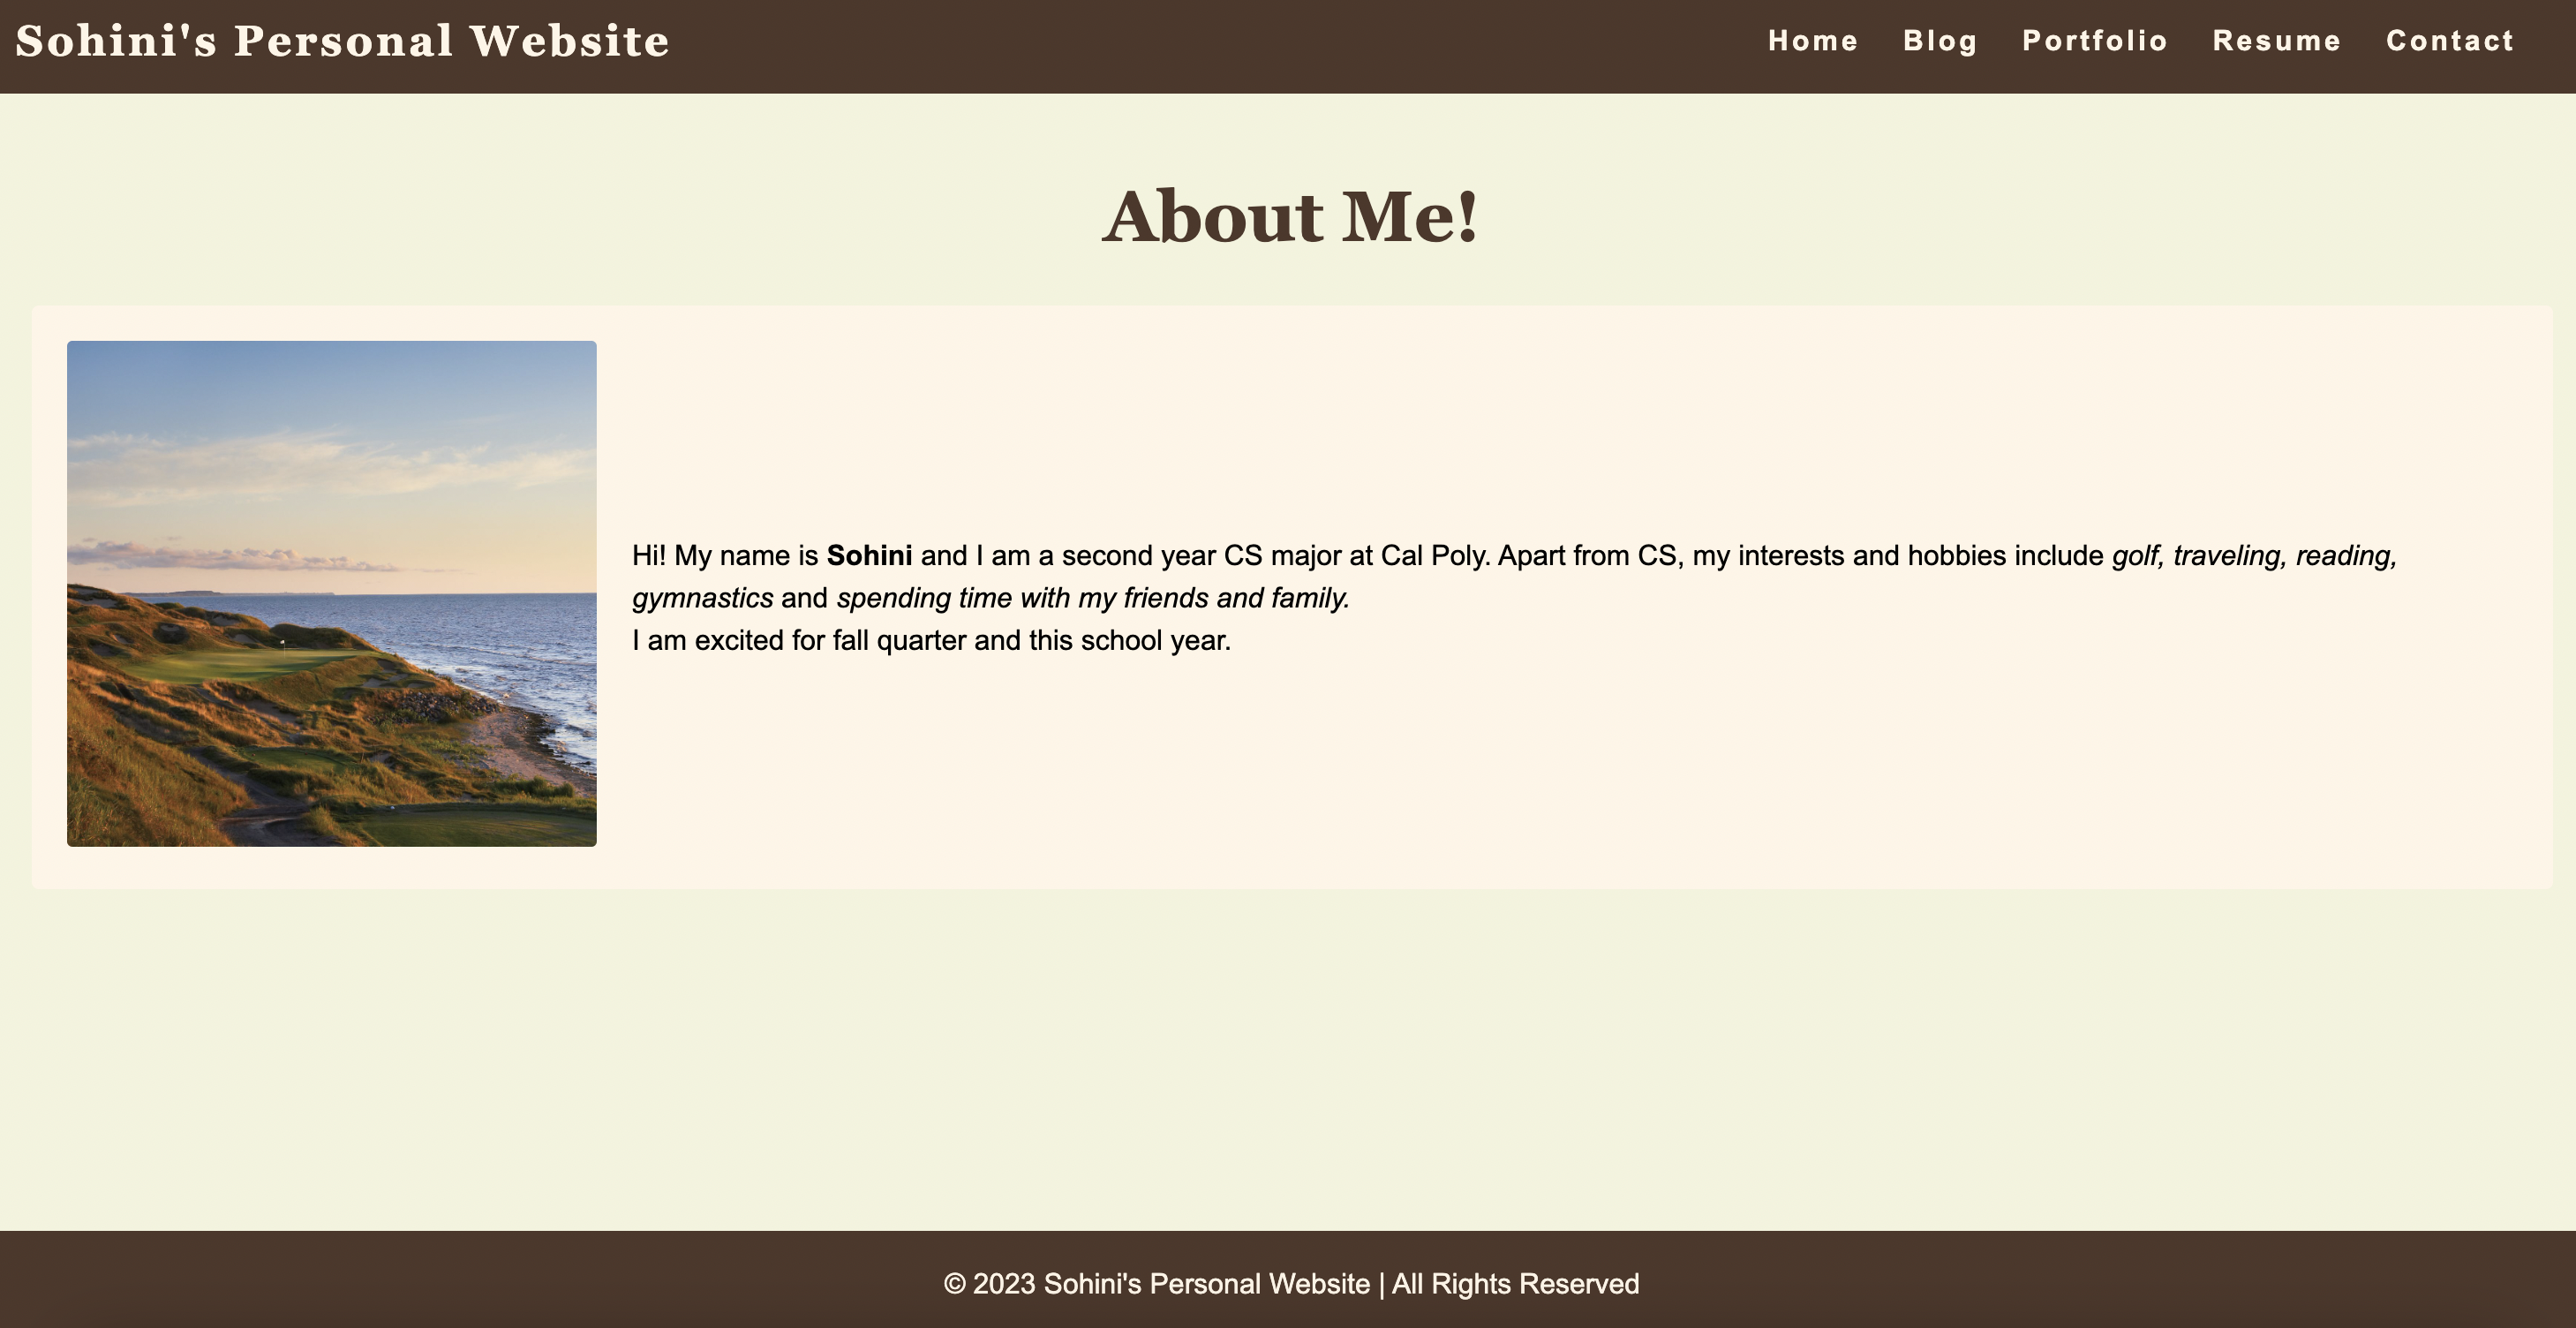 Sohini's Personal Website
Home Blog Portfolio Resume Contact
About Me!
Hi! My name is Sohini and I am a second year CS major at Cal Poly. Apart from CS, my interests and hobbies include golf, traveling, reading,
gymnastics and spending time with my friends and family.
I am excited for fall quarter and this school year.
© 2023 Sohini's Personal Website | All Rights Reserved